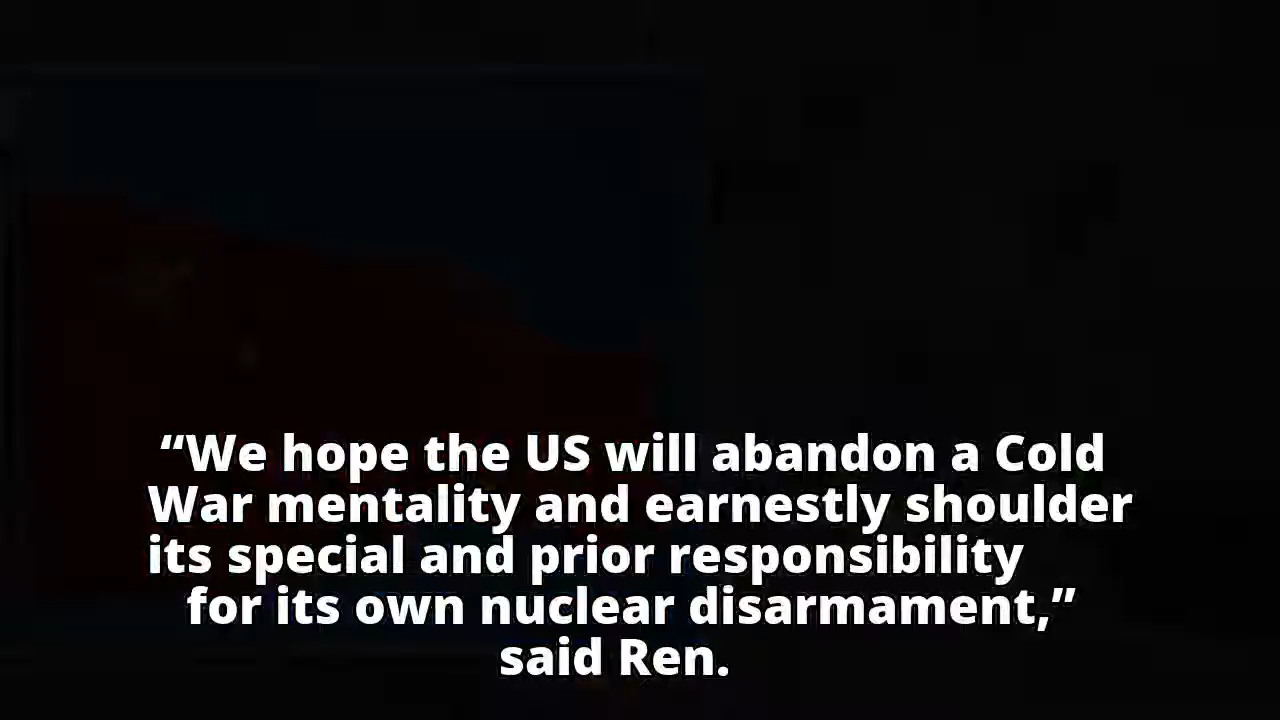 “We hope the US will abandon a Cold
War mentality and earnestly shoulder
its special and prior responsibility
for its own nuclear disarmament,”
said Ren.